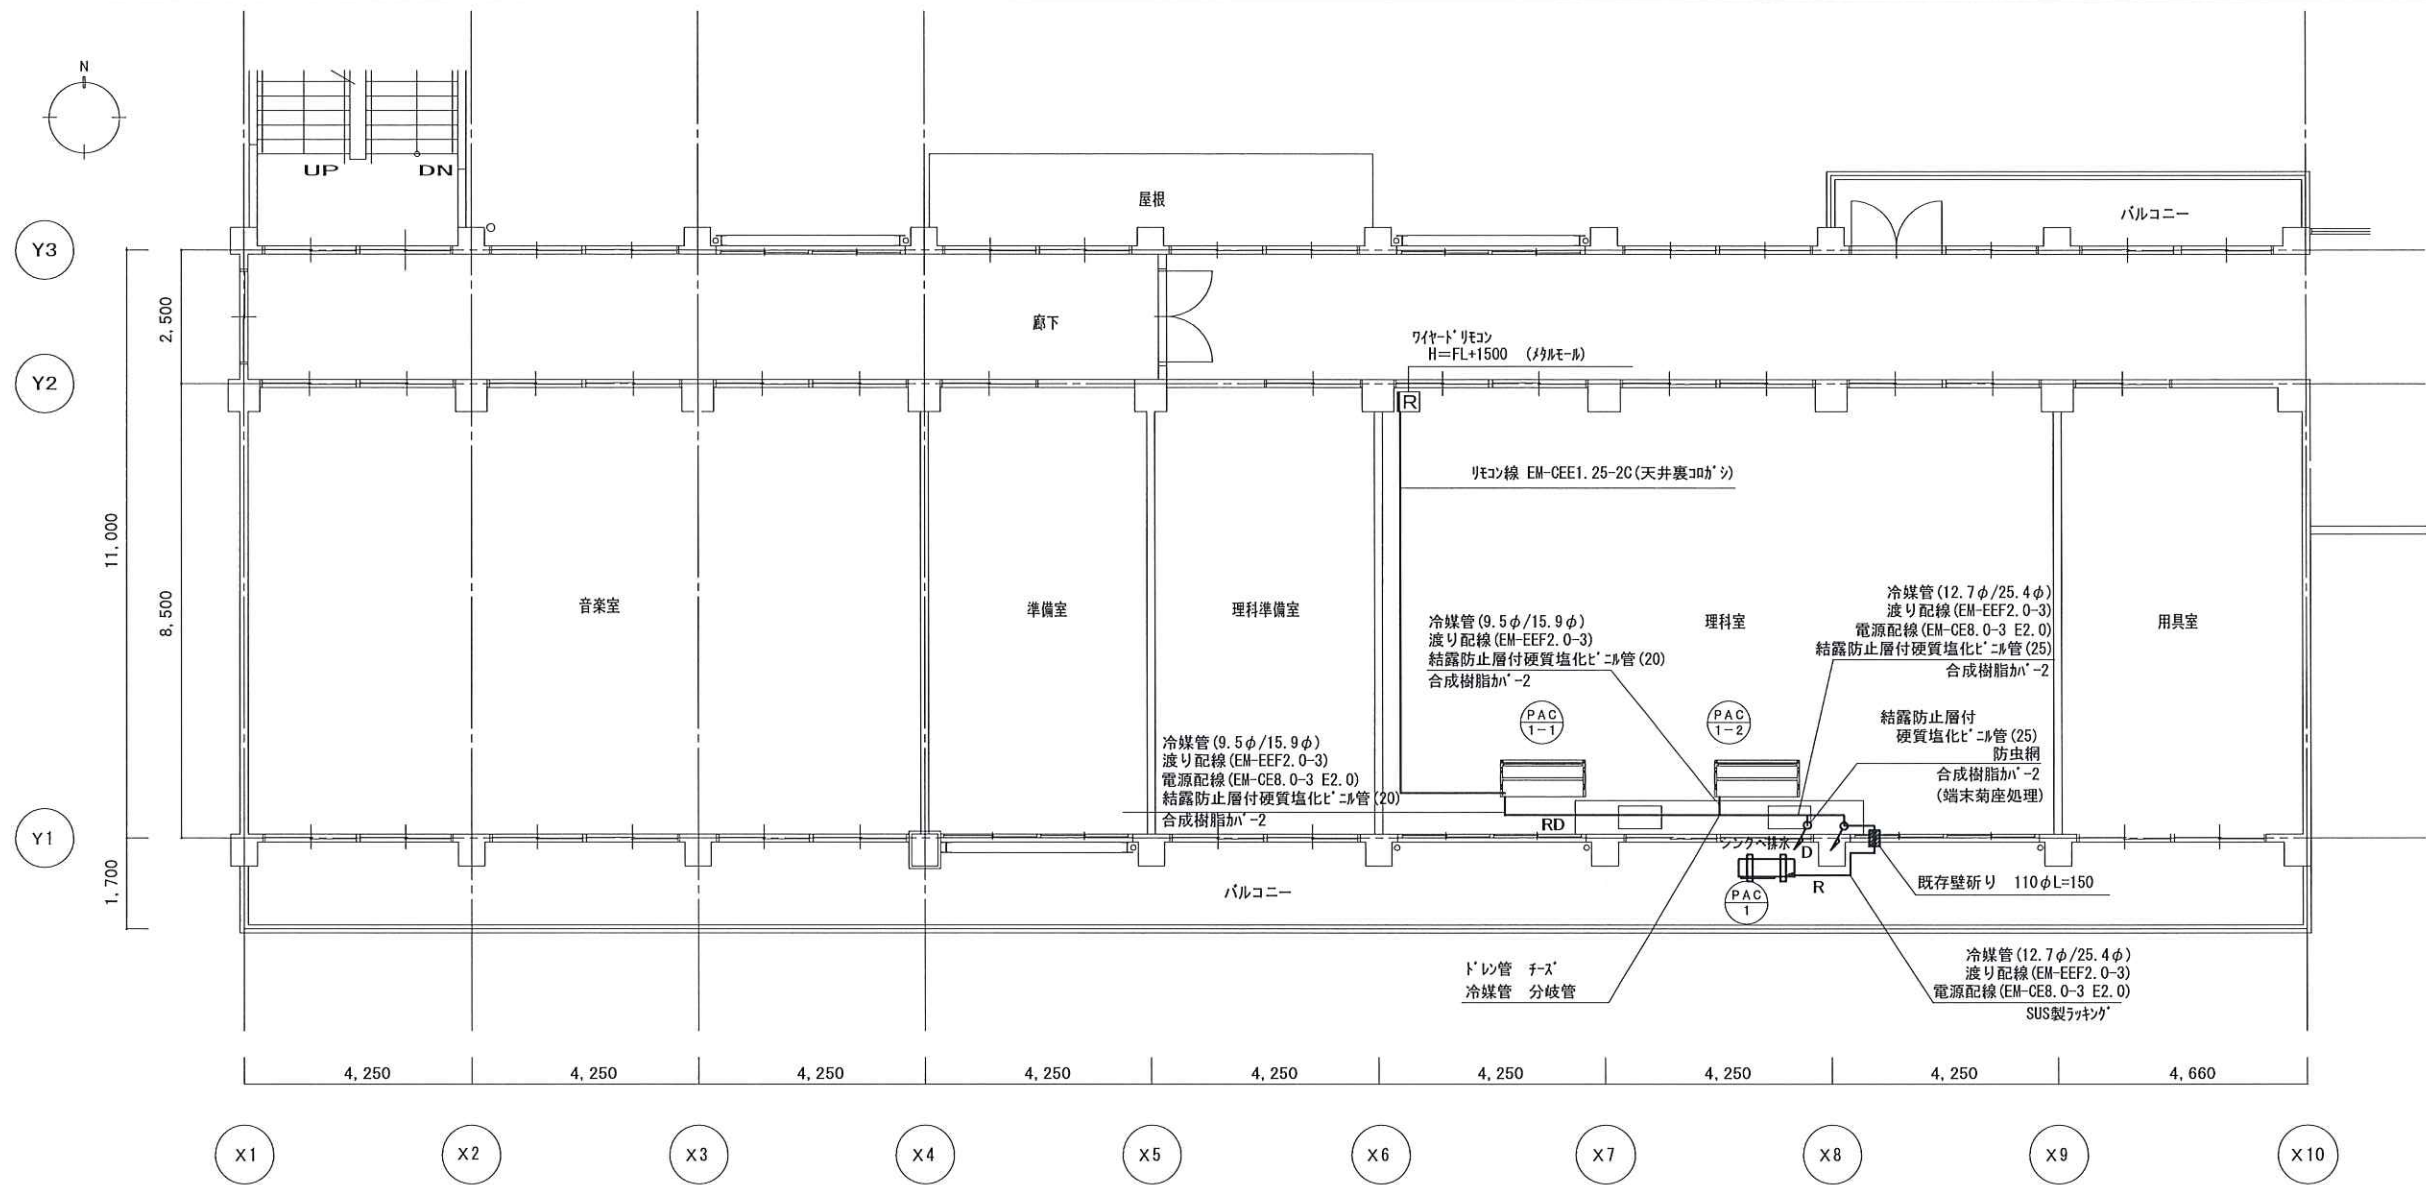 N
UP
DN
屋根
バルコニー
Y3
2,500
廊下
ワイヤードリモコン
H=FL+1500 (メタルモール)
Y2
R
リモコン線 EM-CEE1.25-2C(天井裏コロガシ)
11,000
8,500
音楽室
準備室
理科準備室
理科室
用具室
冷媒管(9.5φ/15.9φ)
渡り配線(EM-EEF2.0-3)
結露防止層付硬質塩化ビニル管(20)
合成樹脂カバー2
冷媒管(12.7φ/25.4φ)
渡り配線(EM-EEF2.0-3)
電源配線(EM-CE8.0-3 E2.0)
結露防止層付硬質塩化ビニル管(25)
合成樹脂カバー2
PAC
1-1
PAC
1-2
結露防止層付
硬質塩化ビニル管(25)
防虫網
合成樹脂カバー2
(端末菊座処理)
冷媒管(9.5φ/15.9φ)
渡り配線(EM-EEF2.0-3)
電源配線(EM-CE8.0-3 E2.0)
結露防止層付硬質塩化ビニル管(20)
合成樹脂カバー2
RD
Y1
シンクへ排水
D
R
PAC
1
既存壁斫り 110φL=150
1,700
バルコニー
ドレン管 チーズ
冷媒管 分岐管
冷媒管(12.7φ/25.4φ)
渡り配線(EM-EEF2.0-3)
電源配線(EM-CE8.0-3 E2.0)
SUS製ラッキング
4,250
4,250
4,250
4,250
4,250
4,250
4,250
4,250
4,660
X1
X2
X3
X4
X5
X6
X7
X8
X9
X10